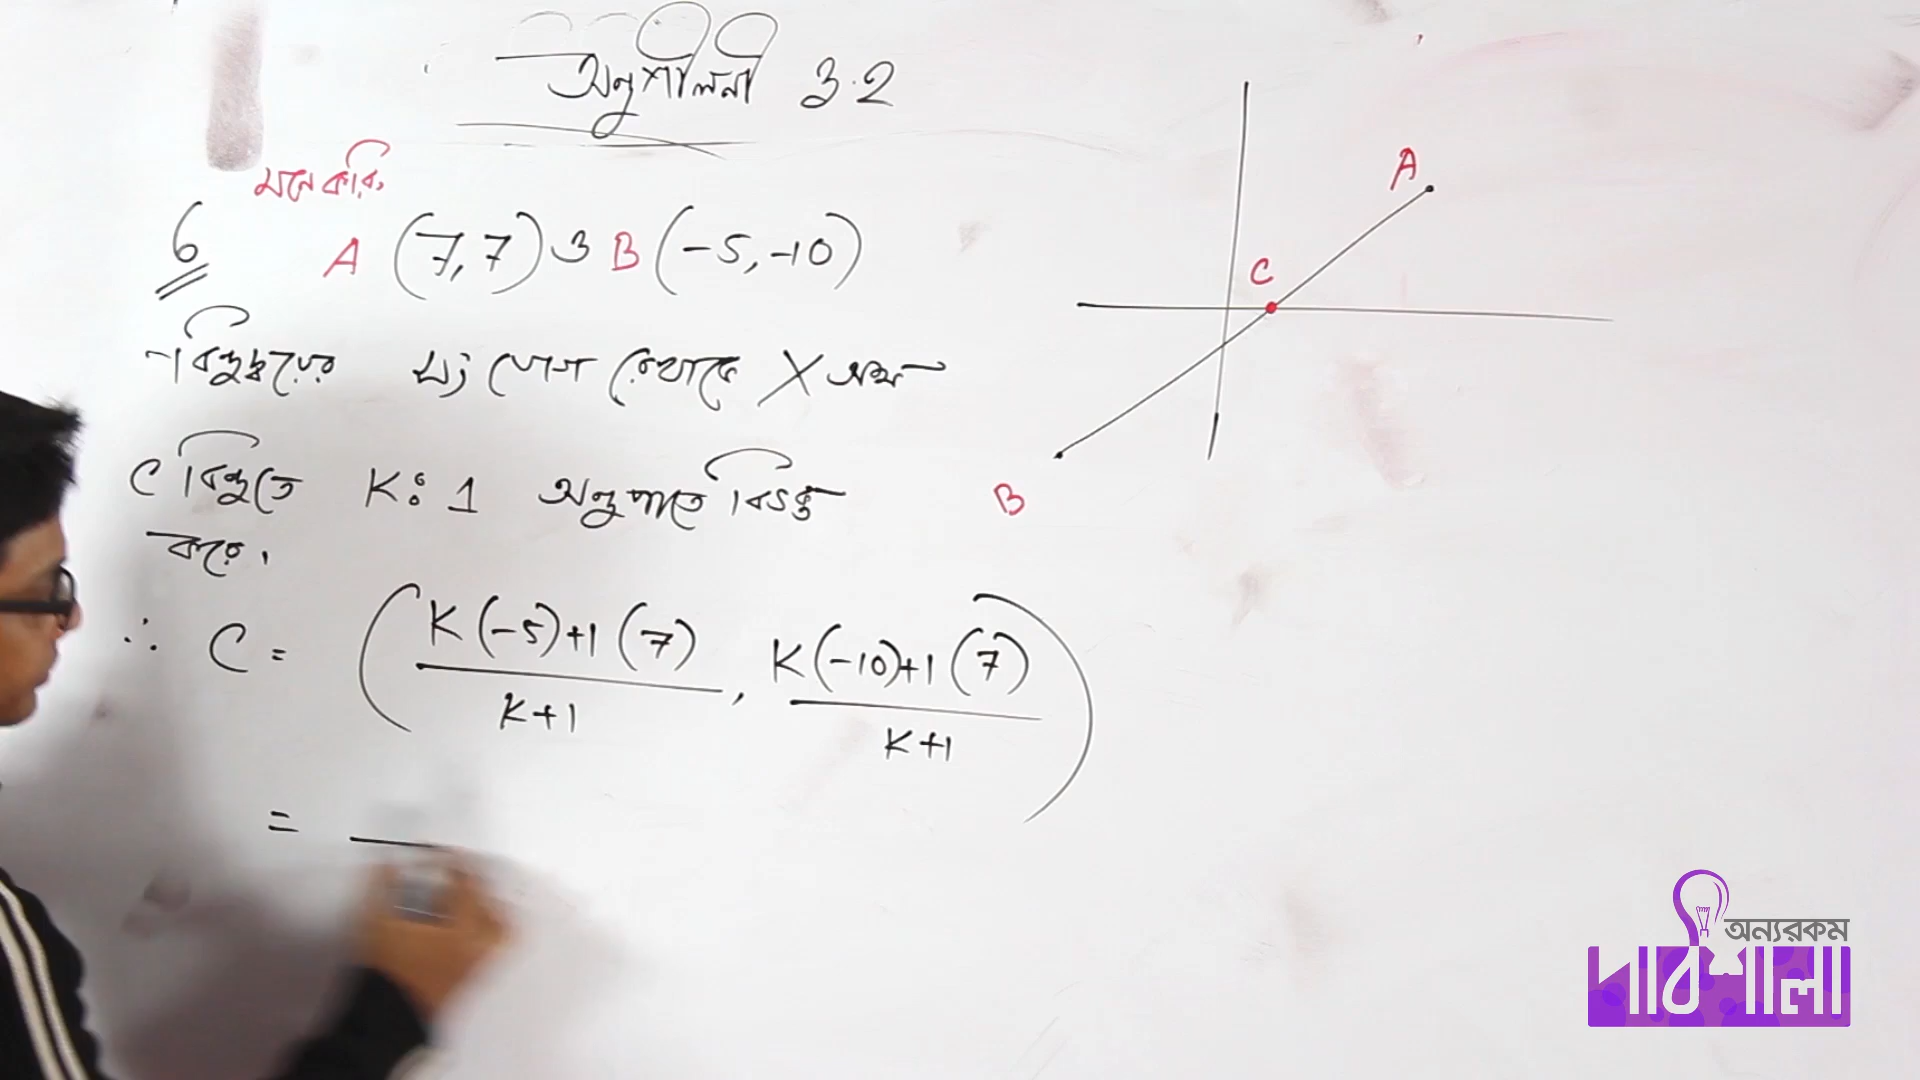 অনুশীলনী 3.2
মনে করি,
6 A (7, 7) ও B (-5, -10)
বিন্দুদ্বয়ের সংযোগ রেখাকে X অক্ষ
C বিন্দুতে K : 1 অনুপাতে বিভক্ত
করে।
∴ C = ( K(-5)+1(7) / K+1 , K(-10)+1(7) / K+1 )
=
A
C
B
অন্যরকম
পাঠশালা